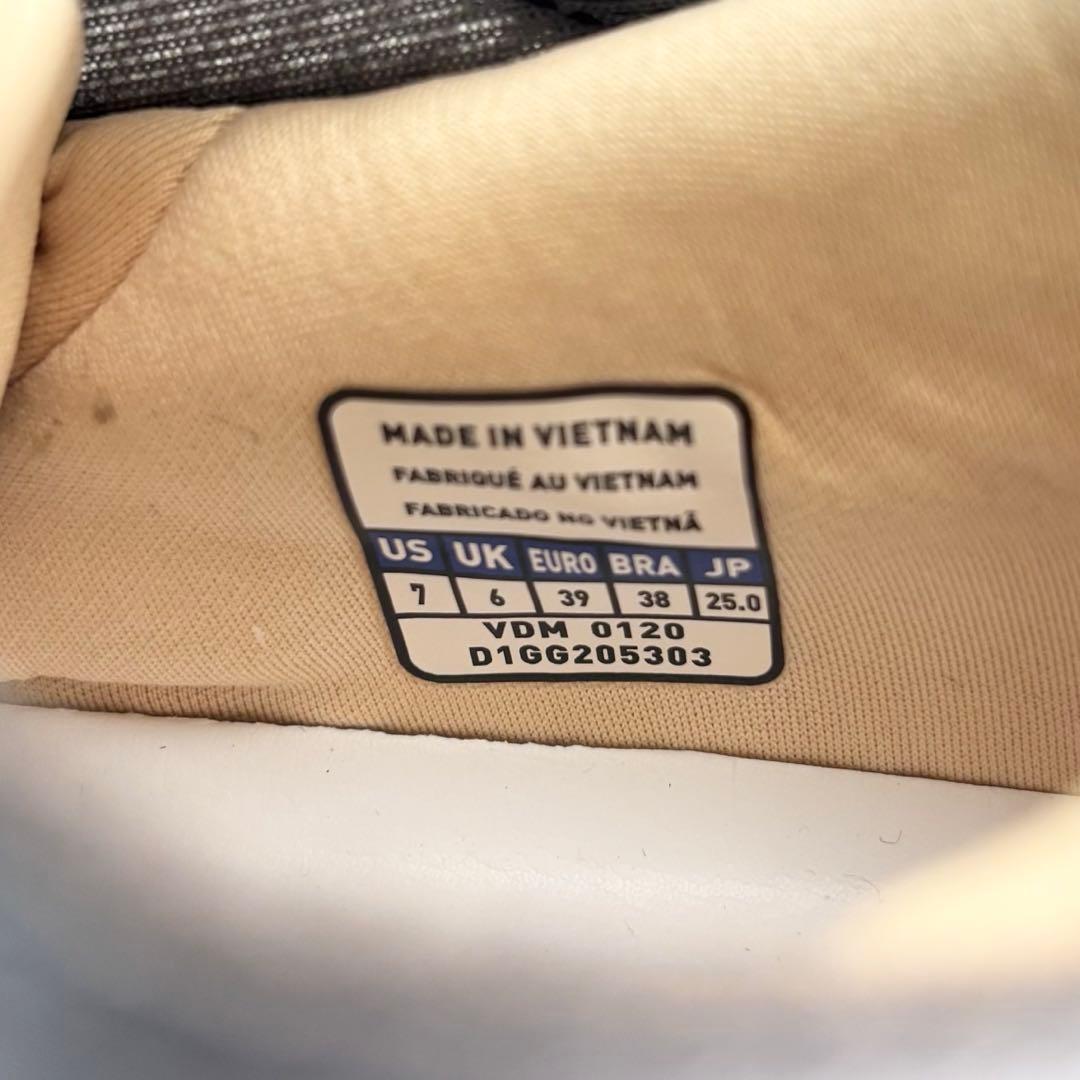 MADE IN VIETNAM
FABRIQUÉ AU VIETNAM
FABRICADO NO VIETNÃ
US UK EURO BRA JP
7 6 39 38 25.0
VDM 0120
D1GG205303